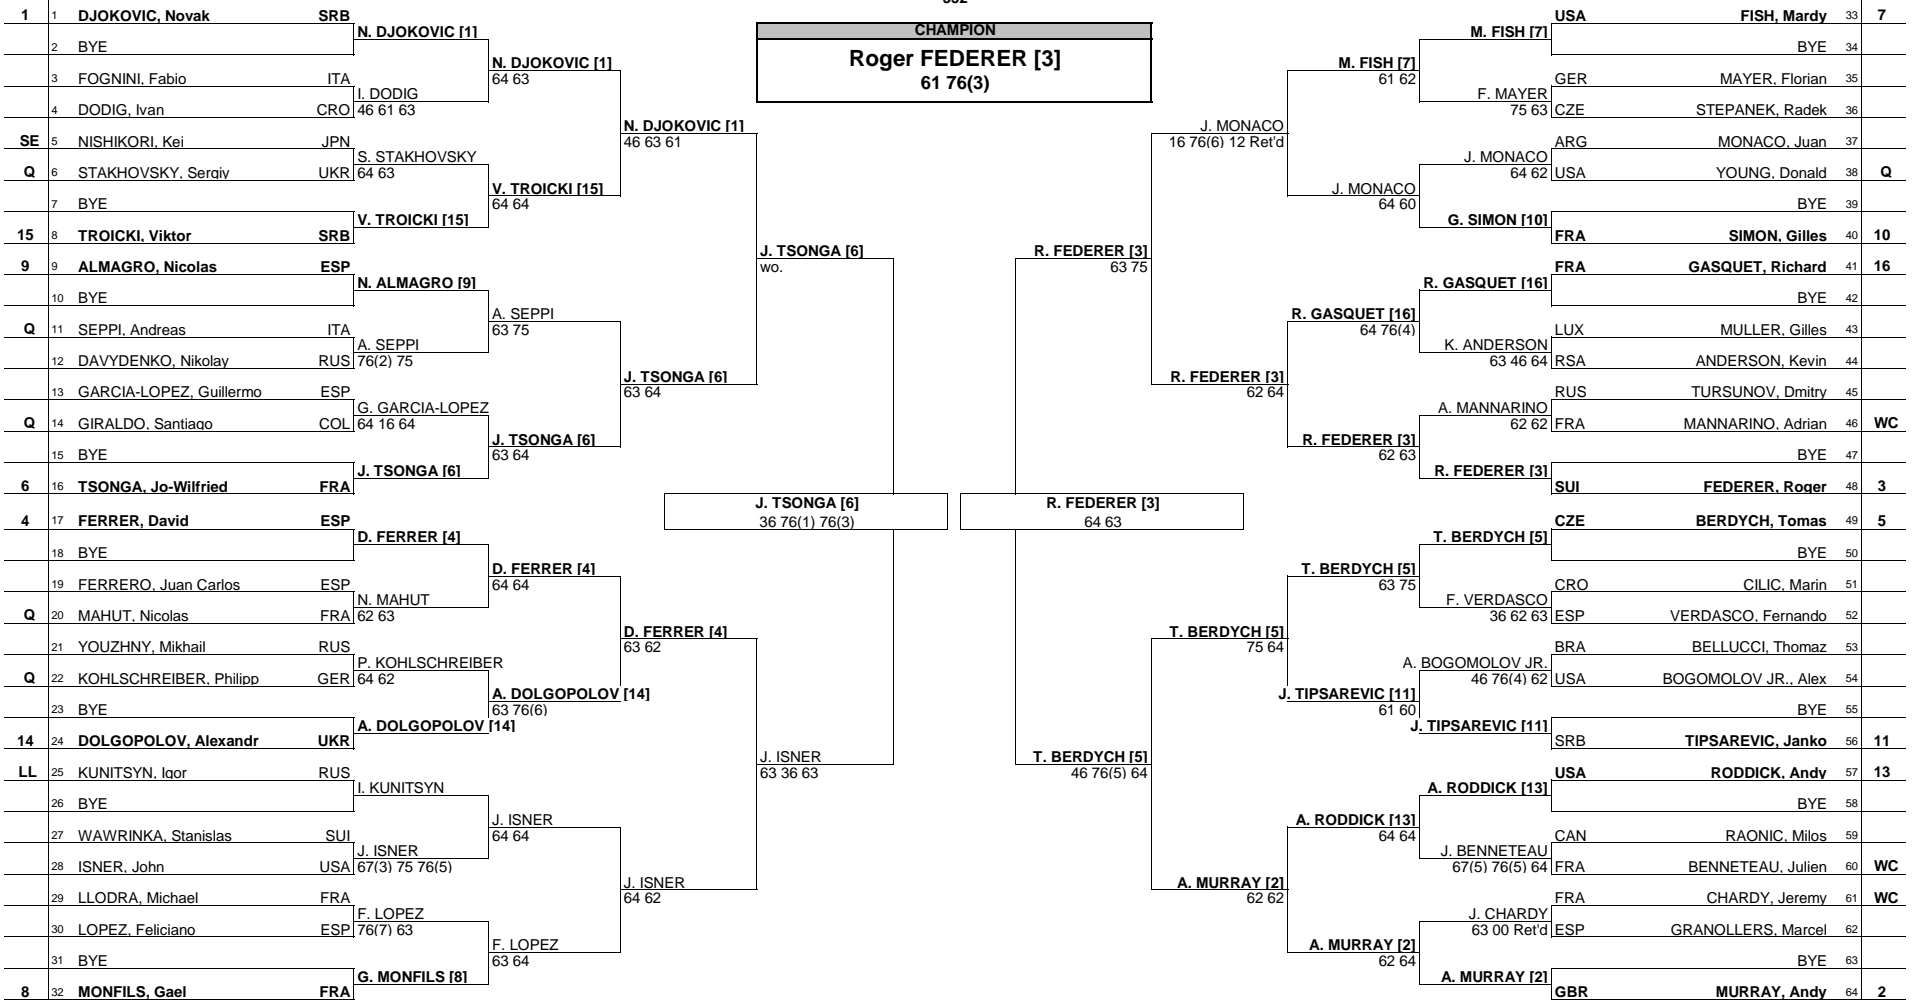 CHAMPION
Roger FEDERER [3]
61 76(3)
1 1 DJOKOVIC, Novak SRB
2 BYE
3 FOGNINI, Fabio ITA
4 DODIG, Ivan CRO
SE 5 NISHIKORI, Kei JPN
Q 6 STAKHOVSKY, Sergiy UKR
7 BYE
15 8 TROICKI, Viktor SRB
9 9 ALMAGRO, Nicolas ESP
10 BYE
Q 11 SEPPI, Andreas ITA
12 DAVYDENKO, Nikolay RUS
13 GARCIA-LOPEZ, Guillermo ESP
Q 14 GIRALDO, Santiago COL
15 BYE
6 16 TSONGA, Jo-Wilfried FRA
4 17 FERRER, David ESP
18 BYE
19 FERRERO, Juan Carlos ESP
Q 20 MAHUT, Nicolas FRA
21 YOUZHNY, Mikhail RUS
Q 22 KOHLSCHREIBER, Philipp GER
23 BYE
14 24 DOLGOPOLOV, Alexandr UKR
LL 25 KUNITSYN, Igor RUS
26 BYE
27 WAWRINKA, Stanislas SUI
28 ISNER, John USA
29 LLODRA, Michael FRA
30 LOPEZ, Feliciano ESP
31 BYE
8 32 MONFILS, Gael FRA
N. DJOKOVIC [1]
I. DODIG
46 61 63
S. STAKHOVSKY
64 63
V. TROICKI [15]
N. ALMAGRO [9]
A. SEPPI
76(2) 75
G. GARCIA-LOPEZ
64 16 64
J. TSONGA [6]
D. FERRER [4]
N. MAHUT
62 63
P. KOHLSCHREIBER
64 62
A. DOLGOPOLOV [14]
I. KUNITSYN
J. ISNER
67(3) 75 76(5)
F. LOPEZ
76(7) 63
G. MONFILS [8]
N. DJOKOVIC [1]
64 63
V. TROICKI [15]
64 64
A. SEPPI
63 75
J. TSONGA [6]
63 64
D. FERRER [4]
64 64
A. DOLGOPOLOV [14]
63 76(6)
J. ISNER
64 64
F. LOPEZ
63 64
N. DJOKOVIC [1]
46 63 61
J. TSONGA [6]
63 64
D. FERRER [4]
63 62
J. ISNER
64 62
J. TSONGA [6]
wo.
J. ISNER
63 36 63
J. TSONGA [6]
36 76(1) 76(3)
R. FEDERER [3]
64 63
R. FEDERER [3]
63 75
T. BERDYCH [5]
46 76(5) 64
J. MONACO
16 76(6) 12 Ret'd
R. FEDERER [3]
62 64
T. BERDYCH [5]
75 64
A. MURRAY [2]
62 62
M. FISH [7]
61 62
J. MONACO
64 60
R. GASQUET [16]
64 76(4)
R. FEDERER [3]
62 63
T. BERDYCH [5]
63 75
J. TIPSAREVIC [11]
61 60
A. RODDICK [13]
64 64
A. MURRAY [2]
62 64
M. FISH [7]
F. MAYER
75 63
J. MONACO
64 62
G. SIMON [10]
R. GASQUET [16]
K. ANDERSON
63 46 64
A. MANNARINO
62 62
R. FEDERER [3]
T. BERDYCH [5]
F. VERDASCO
36 62 63
A. BOGOMOLOV JR.
46 76(4) 62
J. TIPSAREVIC [11]
A. RODDICK [13]
J. BENNETEAU
67(5) 76(5) 64
J. CHARDY
63 00 Ret'd
A. MURRAY [2]
USA FISH, Mardy 33 7
BYE 34
GER MAYER, Florian 35
CZE STEPANEK, Radek 36
ARG MONACO, Juan 37
USA YOUNG, Donald 38 Q
BYE 39
FRA SIMON, Gilles 40 10
FRA GASQUET, Richard 41 16
BYE 42
LUX MULLER, Gilles 43
RSA ANDERSON, Kevin 44
RUS TURSUNOV, Dmitry 45
FRA MANNARINO, Adrian 46 WC
BYE 47
SUI FEDERER, Roger 48 3
CZE BERDYCH, Tomas 49 5
BYE 50
CRO CILIC, Marin 51
ESP VERDASCO, Fernando 52
BRA BELLUCCI, Thomaz 53
USA BOGOMOLOV JR., Alex 54
BYE 55
SRB TIPSAREVIC, Janko 56 11
USA RODDICK, Andy 57 13
BYE 58
CAN RAONIC, Milos 59
FRA BENNETEAU, Julien 60 WC
FRA CHARDY, Jeremy 61 WC
ESP GRANOLLERS, Marcel 62
BYE 63
GBR MURRAY, Andy 64 2